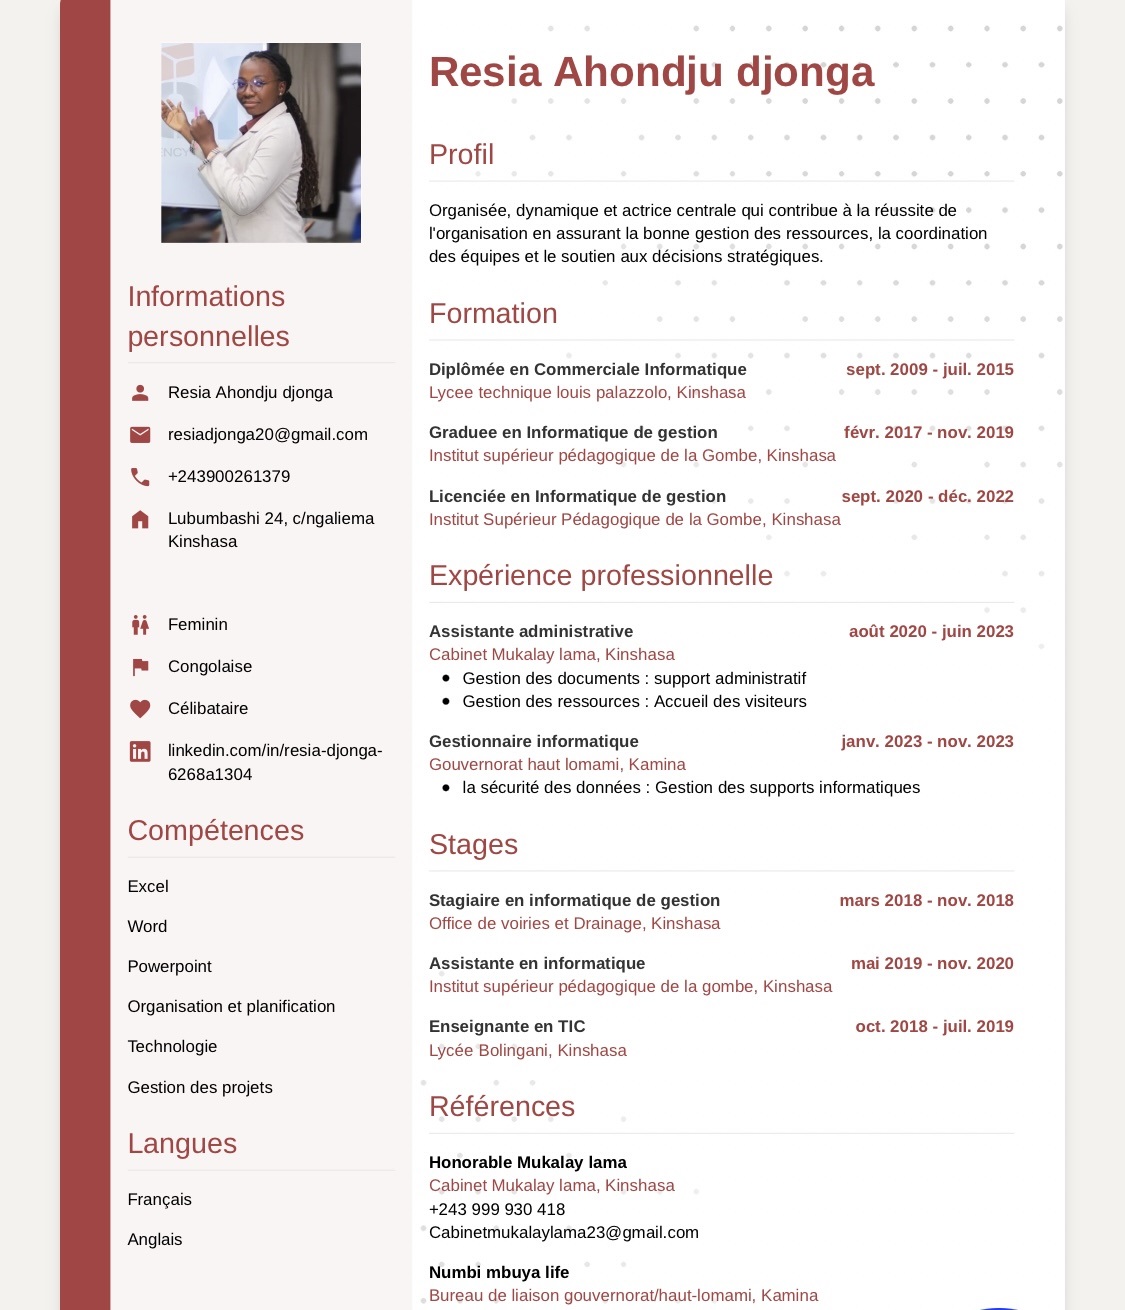 Resia Ahondju djonga
Profil
Organisée, dynamique et actrice centrale qui contribue à la réussite de
l'organisation en assurant la bonne gestion des ressources, la coordination
des équipes et le soutien aux décisions stratégiques.
Formation
Diplômée en Commerciale Informatique sept. 2009 - juil. 2015
Lycee technique louis palazzolo, Kinshasa
Graduee en Informatique de gestion févr. 2017 - nov. 2019
Institut supérieur pédagogique de la Gombe, Kinshasa
Licenciée en Informatique de gestion sept. 2020 - déc. 2022
Institut Supérieur Pédagogique de la Gombe, Kinshasa
Expérience professionnelle
Assistante administrative août 2020 - juin 2023
Cabinet Mukalay lama, Kinshasa
● Gestion des documents : support administratif
● Gestion des ressources : Accueil des visiteurs
Gestionnaire informatique janv. 2023 - nov. 2023
Gouvernorat haut lomami, Kamina
● la sécurité des données : Gestion des supports informatiques
Stages
Stagiaire en informatique de gestion mars 2018 - nov. 2018
Office de voiries et Drainage, Kinshasa
Assistante en informatique mai 2019 - nov. 2020
Institut supérieur pédagogique de la gombe, Kinshasa
Enseignante en TIC oct. 2018 - juil. 2019
Lycée Bolingani, Kinshasa
Références
Honorable Mukalay lama
Cabinet Mukalay lama, Kinshasa
+243 999 930 418
Cabinetmukalaylama23@gmail.com
Numbi mbuya life
Bureau de liaison gouvernorat/haut-lomami, Kamina
ENCY
Informations
personnelles
Resia Ahondju djonga
resiadjonga20@gmail.com
+243900261379
Lubumbashi 24, c/ngaliema
Kinshasa
Feminin
Congolaise
Célibataire
linkedin.com/in/resia-djonga-
6268a1304
Compétences
Excel
Word
Powerpoint
Organisation et planification
Technologie
Gestion des projets
Langues
Français
Anglais